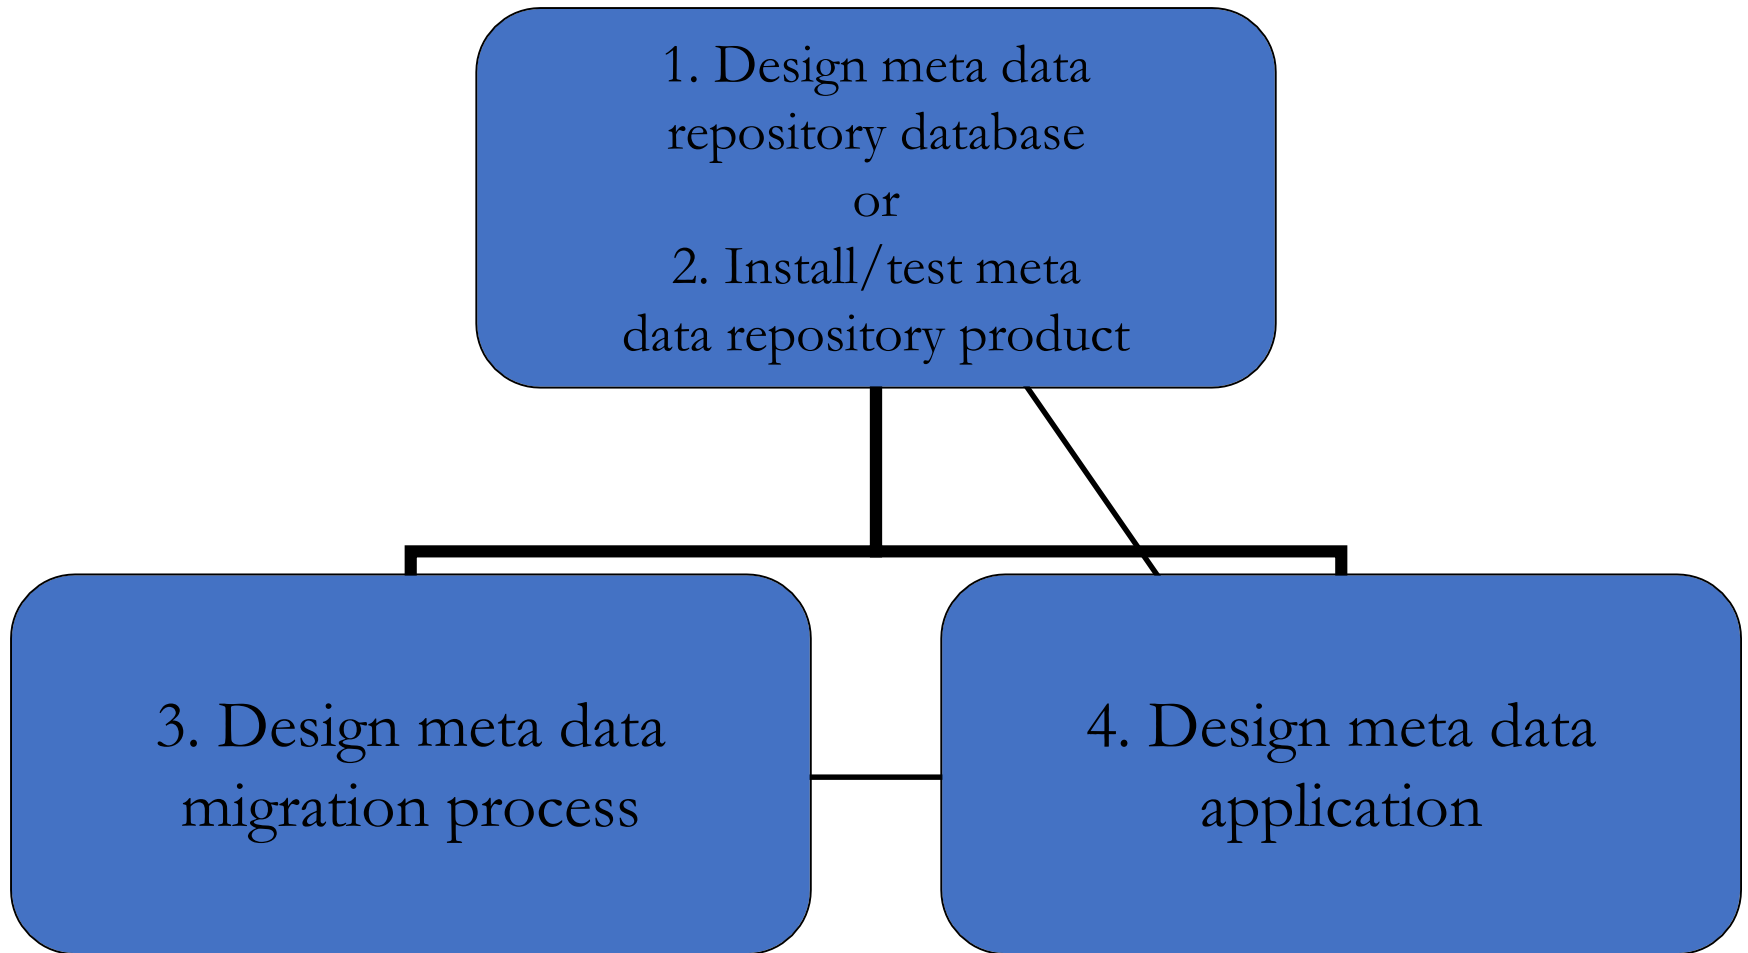 1. Design meta data
repository database
or
2. Install/test meta
data repository product
3. Design meta data
migration process
4. Design meta data
application